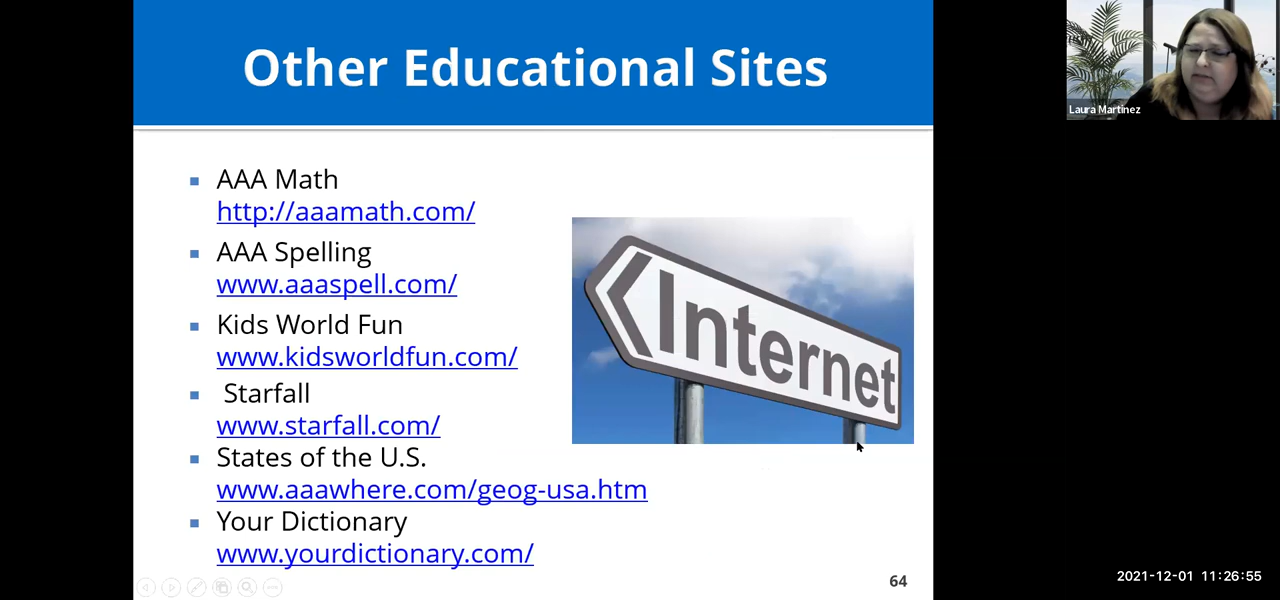 Other Educational Sites
Laura Martinez
AAA Math
http://aaamath.com/
AAA Spelling
www.aaaspell.com/
Kids World Fun
www.kidsworldfun.com/
Starfall
www.starfall.com/
States of the U.S.
www.aaawhere.com/geog-usa.htm
Your Dictionary
www.yourdictionary.com/
Internet
64
2021-12-01 11:26:55